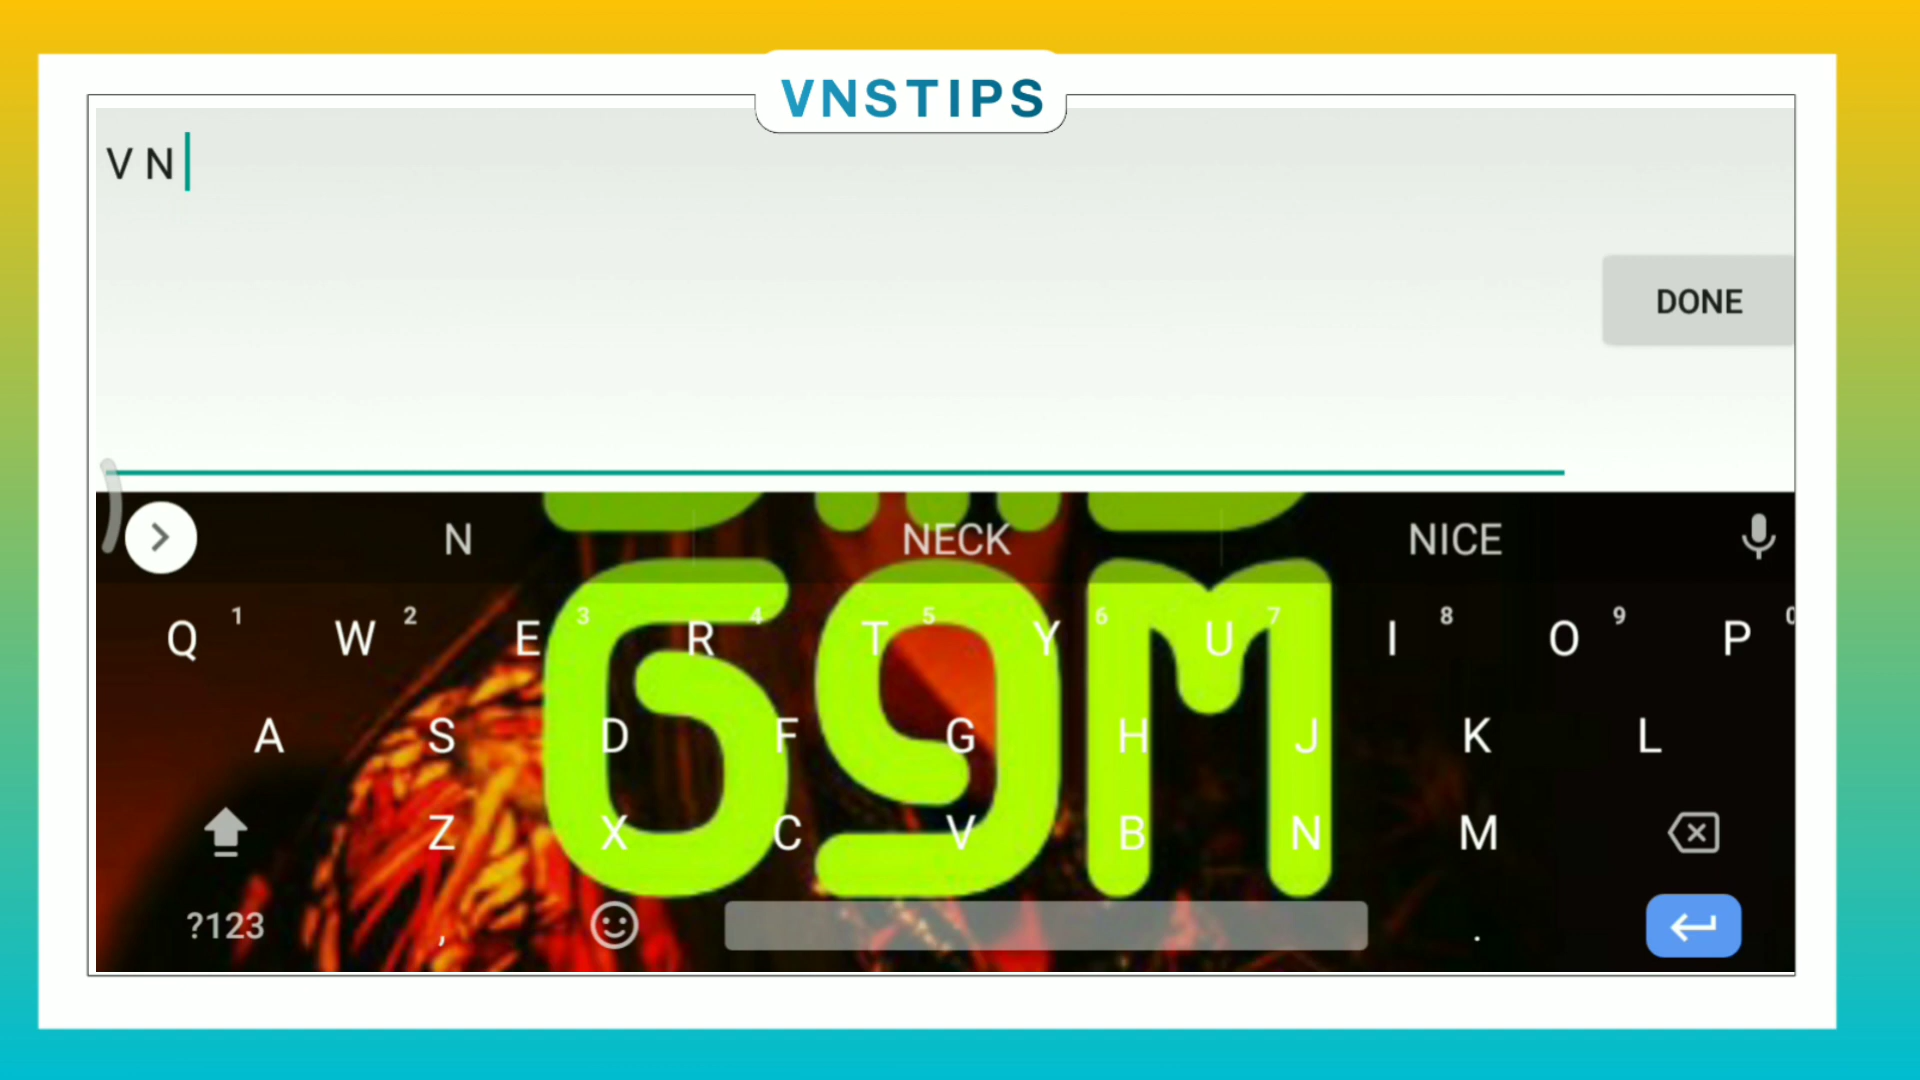 VNSTIPS
V N
DONE
N NECK NICE
69M
Q 1 W 2 E 3 R 4 T 5 Y 6 U 7 I 8 O 9 P 0
A S D F G H J K L
Z X C V B N M
?123 , .